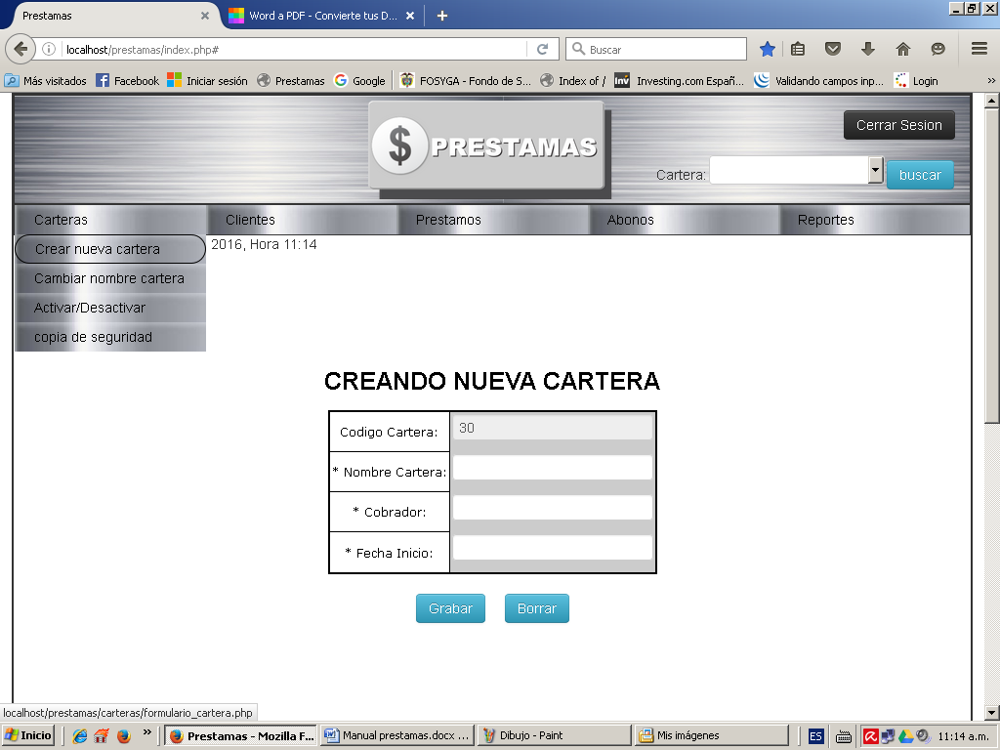 Prestamas
Word a PDF - Convierte tus D...
localhost/prestamas/index.php#
Buscar
Más visitados Facebook Iniciar sesión Prestamas Google FOSYGA - Fondo de S... Index of / Investing.com Españ... Validando campos inp... Login
$ PRESTAMAS
Cerrar Sesion
Cartera: buscar
Carteras Clientes Prestamos Abonos Reportes
Crear nueva cartera
2016, Hora 11:14
Cambiar nombre cartera
Activar/Desactivar
copia de seguridad
CREANDO NUEVA CARTERA
Codigo Cartera: 30
* Nombre Cartera:
* Cobrador:
* Fecha Inicio:
Grabar Borrar
localhost/prestamas/carteras/formulario_cartera.php
Inicio Prestamas - Mozilla F... Manual prestamas.docx ... Dibujo - Paint Mis imágenes ES 11:14 a.m.